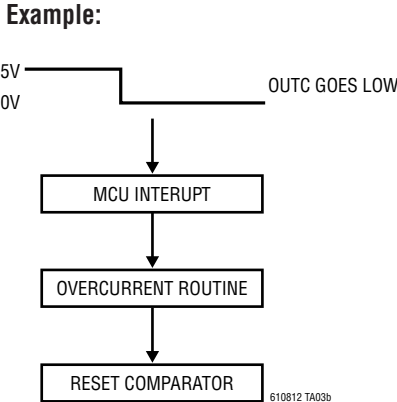 Example:
5V
0V
OUTC GOES LOW
MCU INTERUPT
OVERCURRENT ROUTINE
RESET COMPARATOR
610812 TA03b